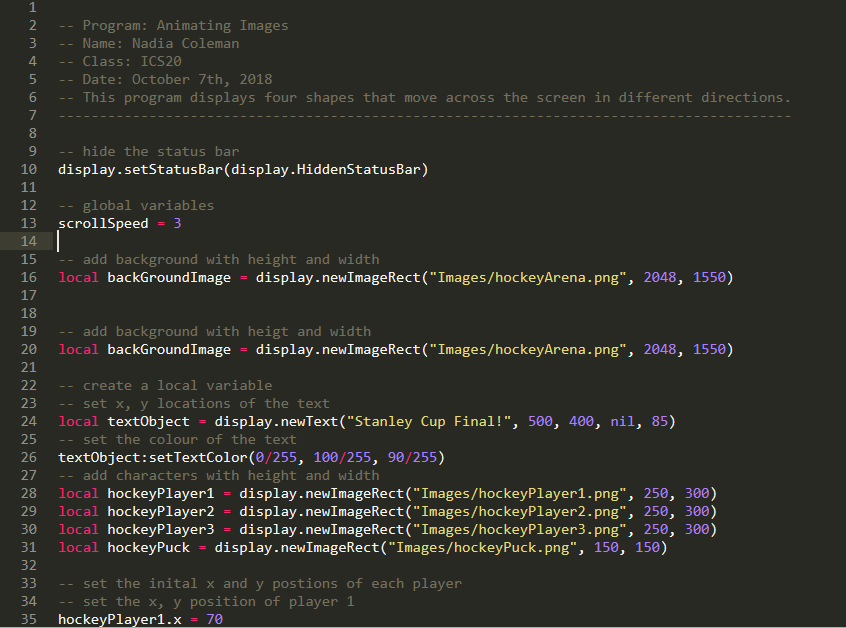 1
2 -- Program: Animating Images
3 -- Name: Nadia Coleman
4 -- Class: ICS20
5 -- Date: October 7th, 2018
6 -- This program displays four shapes that move across the screen in different directions.
7 -----------------------------------------------------------------------------------------
8
9 -- hide the status bar
10 display.setStatusBar(display.HiddenStatusBar)
11
12 -- global variables
13 scrollSpeed = 3
14
15 -- add background with height and width
16 local backGroundImage = display.newImageRect("Images/hockeyArena.png", 2048, 1550)
17
18
19 -- add background with heigt and width
20 local backGroundImage = display.newImageRect("Images/hockeyArena.png", 2048, 1550)
21
22 -- create a local variable
23 -- set x, y locations of the text
24 local textObject = display.newText("Stanley Cup Final!", 500, 400, nil, 85)
25 -- set the colour of the text
26 textObject:setTextColor(0/255, 100/255, 90/255)
27 -- add characters with height and width
28 local hockeyPlayer1 = display.newImageRect("Images/hockeyPlayer1.png", 250, 300)
29 local hockeyPlayer2 = display.newImageRect("Images/hockeyPlayer2.png", 250, 300)
30 local hockeyPlayer3 = display.newImageRect("Images/hockeyPlayer3.png", 250, 300)
31 local hockeyPuck = display.newImageRect("Images/hockeyPuck.png", 150, 150)
32
33 -- set the inital x and y postions of each player
34 -- set the x, y position of player 1
35 hockeyPlayer1.x = 70